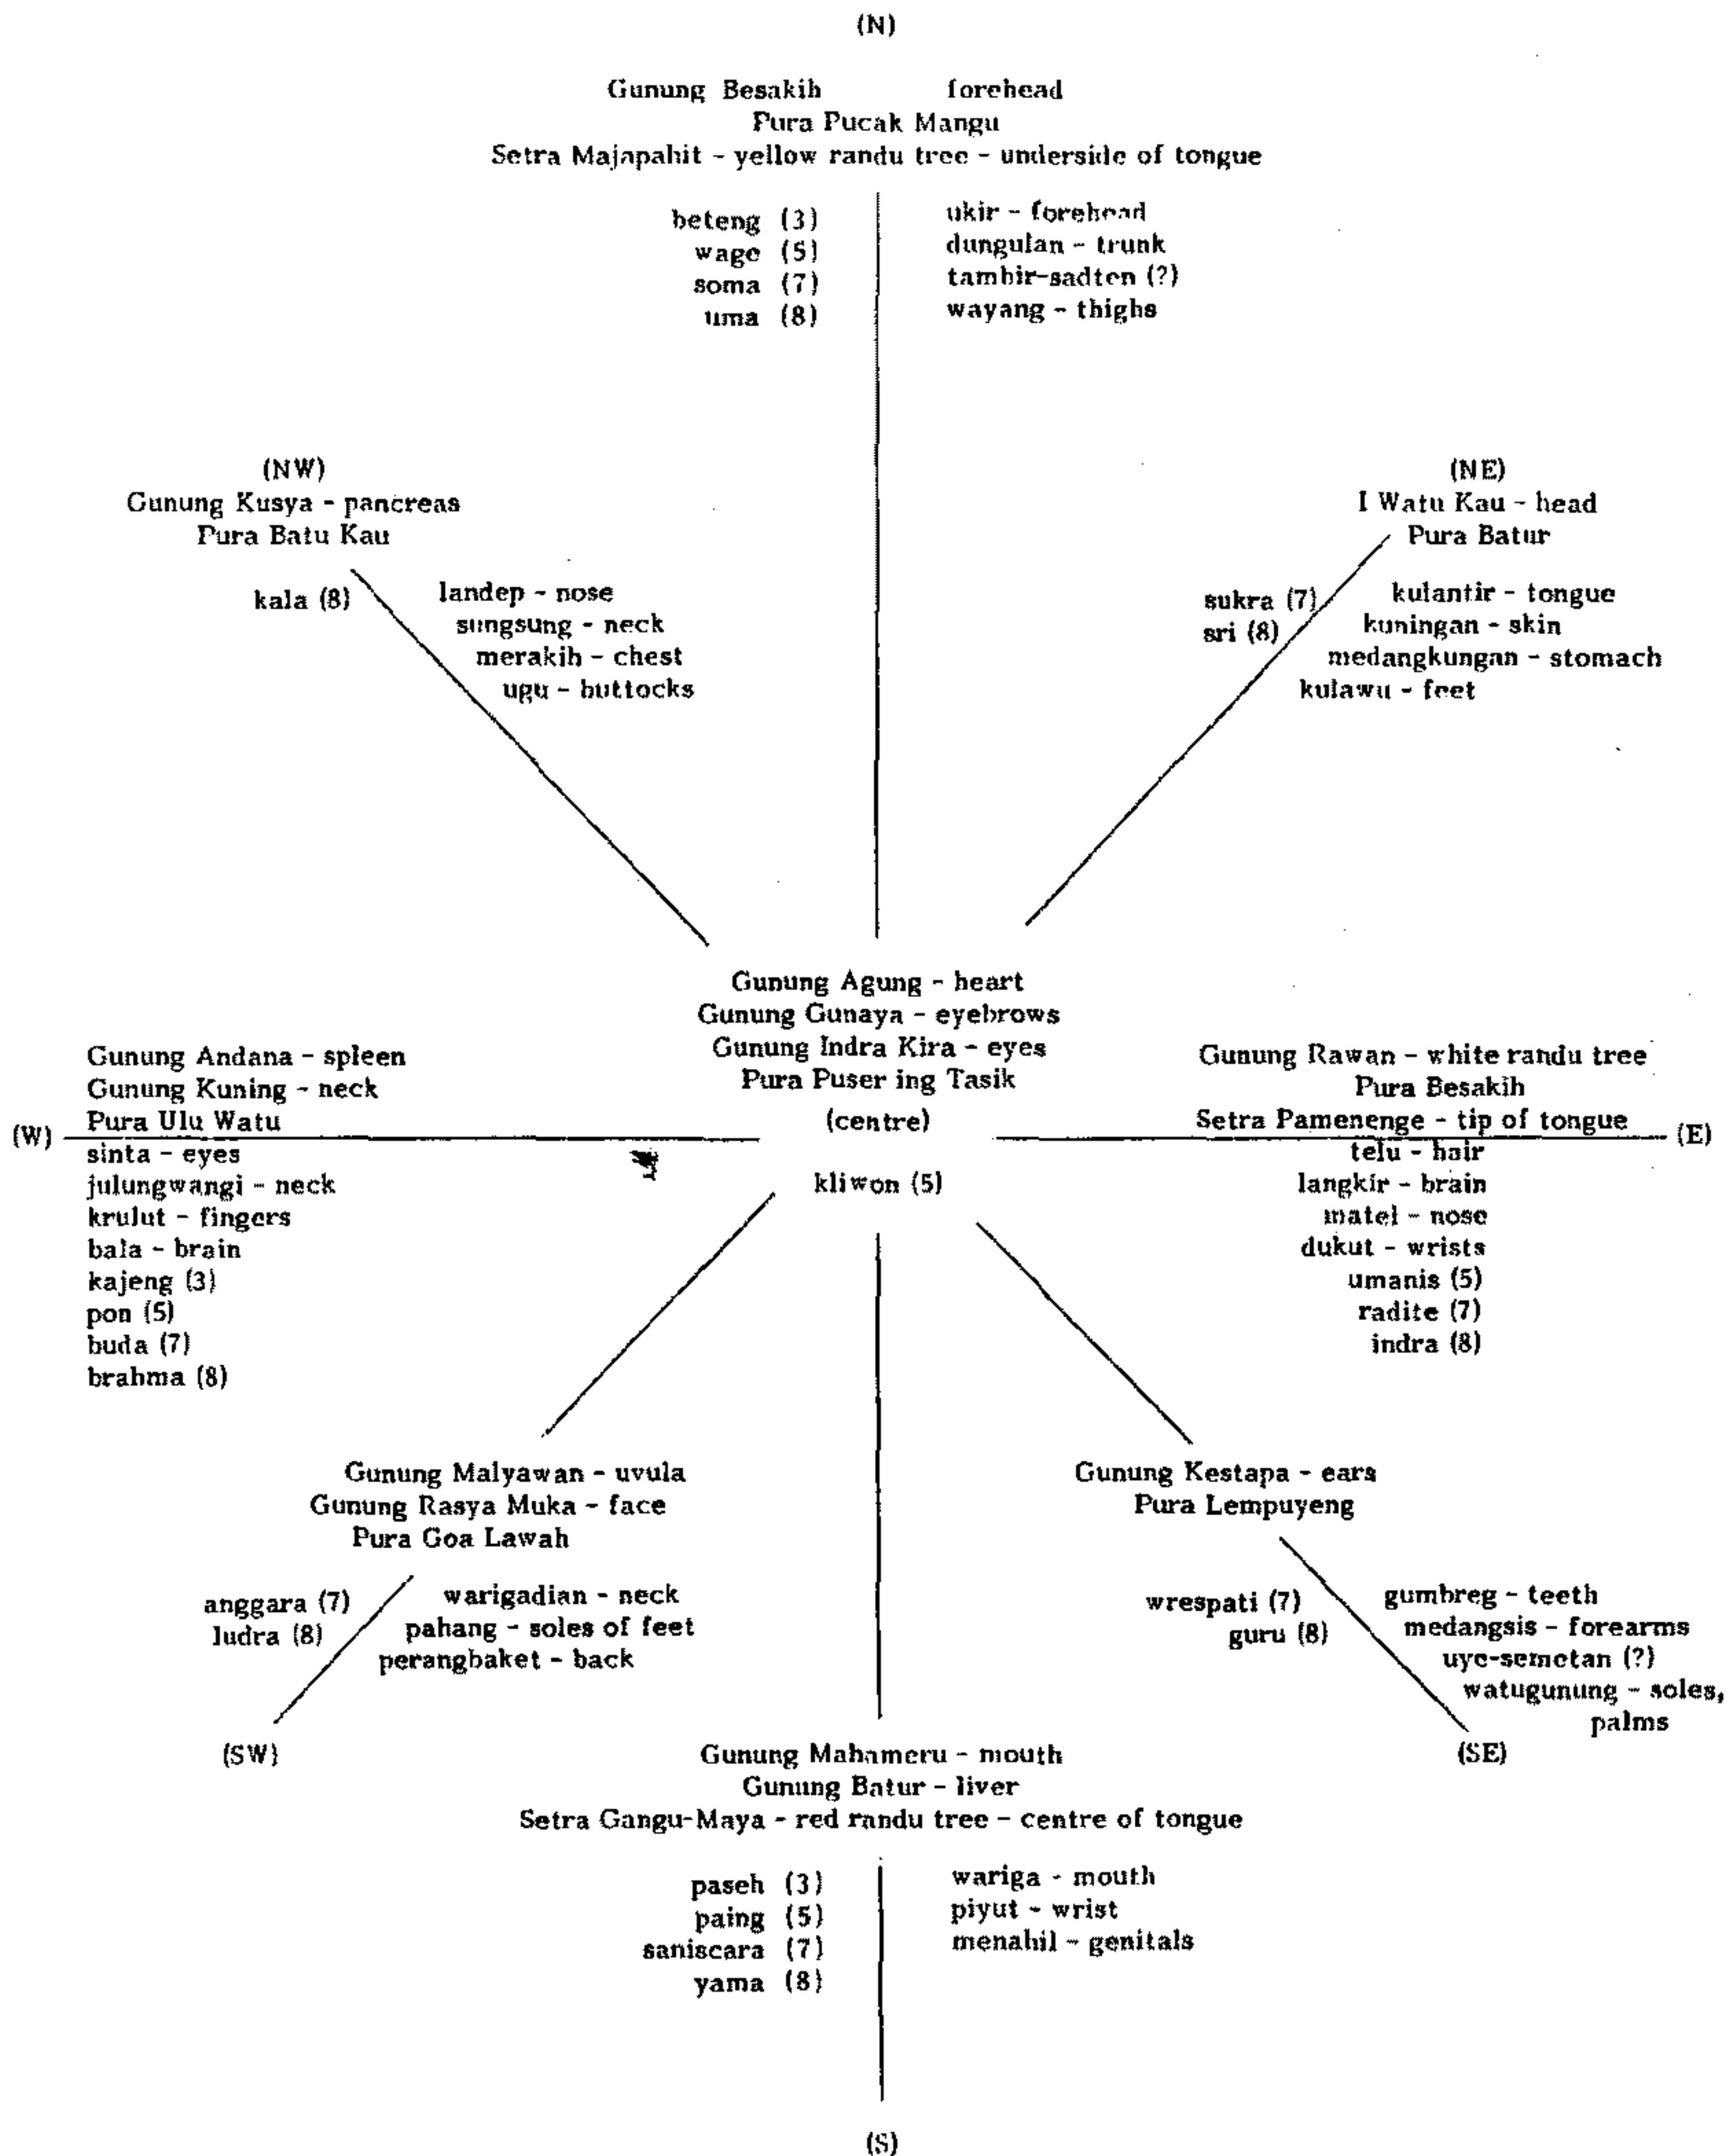 (N)
Gunung Besakih forehead
Pura Pucak Mangu
Setra Majapahit - yellow randu tree - underside of tongue
beteng (3)
wage (5)
soma (7)
uma (8)
ukir - forehead
dungulan - trunk
tambir-sadten (?)
wayang - thighs
(NW)
Gunung Kusya - pancreas
Pura Batu Kau
kala (8)
landep - nose
sungsung - neck
merakih - chest
ugu - buttocks
(NE)
I Watu Kau - head
Pura Batur
sukra (7)
sri (8)
kulantir - tongue
kuningan - skin
medangkungan - stomach
kulawu - feet
Gunung Agung - heart
Gunung Gunaya - eyebrows
Gunung Indra Kira - eyes
Pura Puser ing Tasik
(centre)
kliwon (5)
(W)
Gunung Andana - spleen
Gunung Kuning - neck
Pura Ulu Watu
sinta - eyes
julungwangi - neck
krulut - fingers
bala - brain
kajeng (3)
pon (5)
buda (7)
brahma (8)
Gunung Rawan - white randu tree
Pura Besakih
Setra Pamenenge - tip of tongue
(E)
telu - hair
langkir - brain
matel - nose
dukut - wrists
umanis (5)
radite (7)
indra (8)
Gunung Malyawan - uvula
Gunung Rasya Muka - face
Pura Goa Lawah
anggara (7)
ludra (8)
warigadian - neck
pahang - soles of feet
perangbaket - back
(SW)
Gunung Kestapa - ears
Pura Lempuyeng
wrespati (7)
guru (8)
gumbreg - teeth
medangsis - forearms
uye-semetan (?)
watugunung - soles,
palms
(SE)
Gunung Mahameru - mouth
Gunung Batur - liver
Setra Gangu-Maya - red randu tree - centre of tongue
paseh (3)
paing (5)
saniscara (7)
yama (8)
wariga - mouth
piyut - wrist
menahil - genitals
(S)